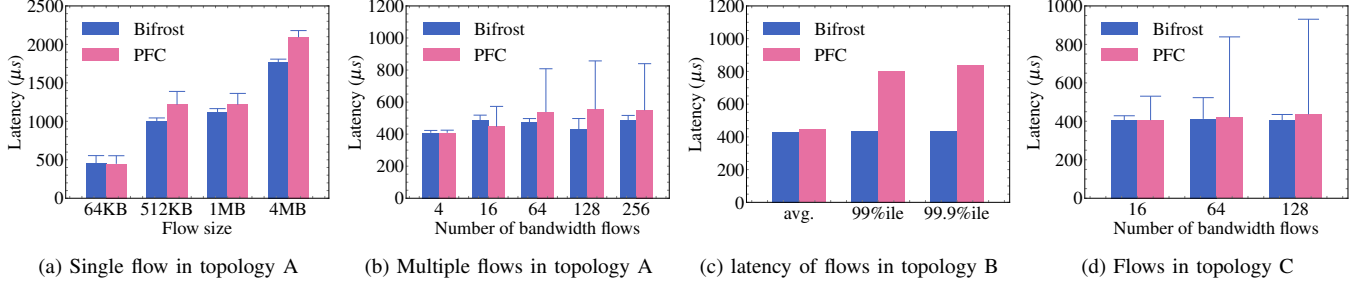 2500
2000
1500
1000
500
0
Latency (μs)
Bifrost
PFC
64KB 512KB 1MB 4MB
Flow size
(a) Single flow in topology A
1200
1000
800
600
400
200
0
Latency (μs)
Bifrost
PFC
4 16 64 128 256
Number of bandwidth flows
(b) Multiple flows in topology A
1200
1000
800
600
400
200
0
Latency (μs)
Bifrost
PFC
avg. 99%ile 99.9%ile
(c) latency of flows in topology B
1000
800
600
400
200
0
Latency (μs)
Bifrost
PFC
16 64 128
Number of bandwidth flows
(d) Flows in topology C